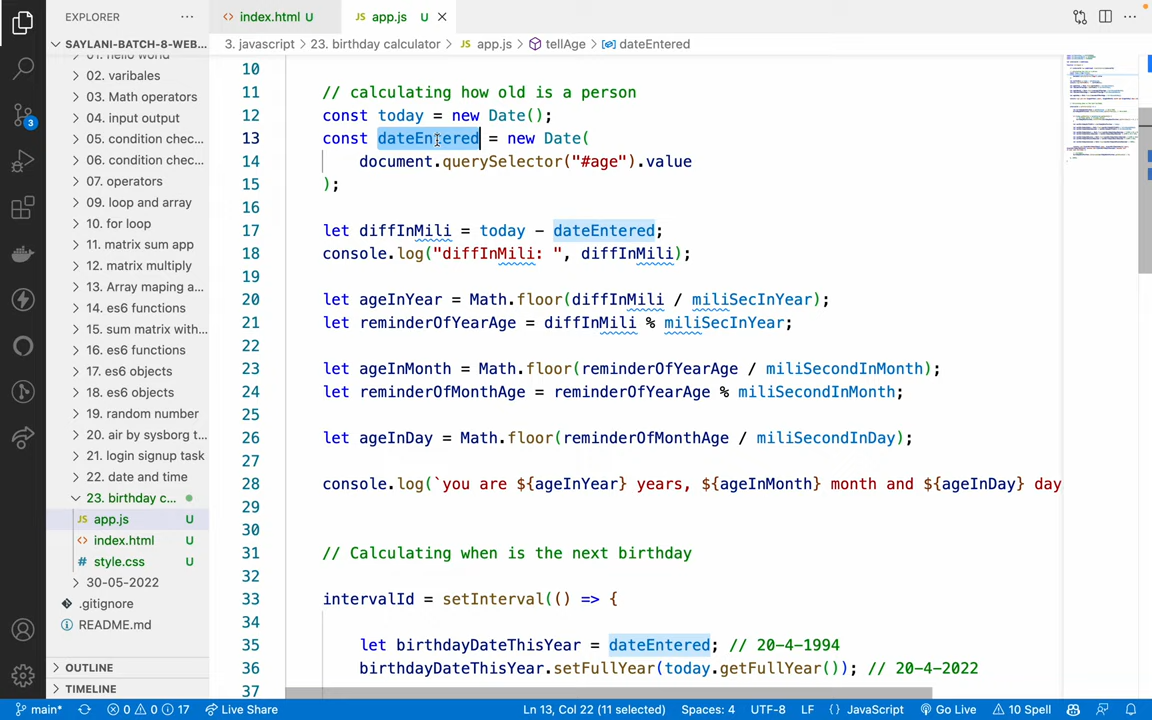 EXPLORER
index.html U
app.js U
SAYLANI-BATCH-8-WEB...
3. javascript > 23. birthday calculator > JS app.js > tellAge > dateEntered
01. hello world
02. varibales
03. Math operators
04. input output
05. condition chec...
06. condition chec...
07. operators
09. loop and array
10. for loop
11. matrix sum app
12. matrix multiply
13. Array maping a...
14. es6 functions
15. sum matrix with...
16. es6 functions
17. es6 objects
18. es6 objects
19. random number
20. air by sysborg t...
21. login signup task
22. date and time
23. birthday c...
JS app.js U
index.html U
# style.css U
30-05-2022
.gitignore
README.md
OUTLINE
TIMELINE
3
10
11 // calculating how old is a person
12 const today = new Date();
13 const dateEntered = new Date(
14 document.querySelector("#age").value
15 );
16
17 let diffInMili = today - dateEntered;
18 console.log("diffInMili: ", diffInMili);
19
20 let ageInYear = Math.floor(diffInMili / miliSecInYear);
21 let reminderOfYearAge = diffInMili % miliSecInYear;
22
23 let ageInMonth = Math.floor(reminderOfYearAge / miliSecondInMonth);
24 let reminderOfMonthAge = reminderOfYearAge % miliSecondInMonth;
25
26 let ageInDay = Math.floor(reminderOfMonthAge / miliSecondInDay);
27
28 console.log(`you are ${ageInYear} years, ${ageInMonth} month and ${ageInDay} day
29
30
31 // Calculating when is the next birthday
32
33 intervalId = setInterval(() => {
34
35 let birthdayDateThisYear = dateEntered; // 20-4-1994
36 birthdayDateThisYear.setFullYear(today.getFullYear()); // 20-4-2022
37
main* 0 0 17 Live Share Ln 13, Col 22 (11 selected) Spaces: 4 UTF-8 LF {} JavaScript Go Live 10 Spell